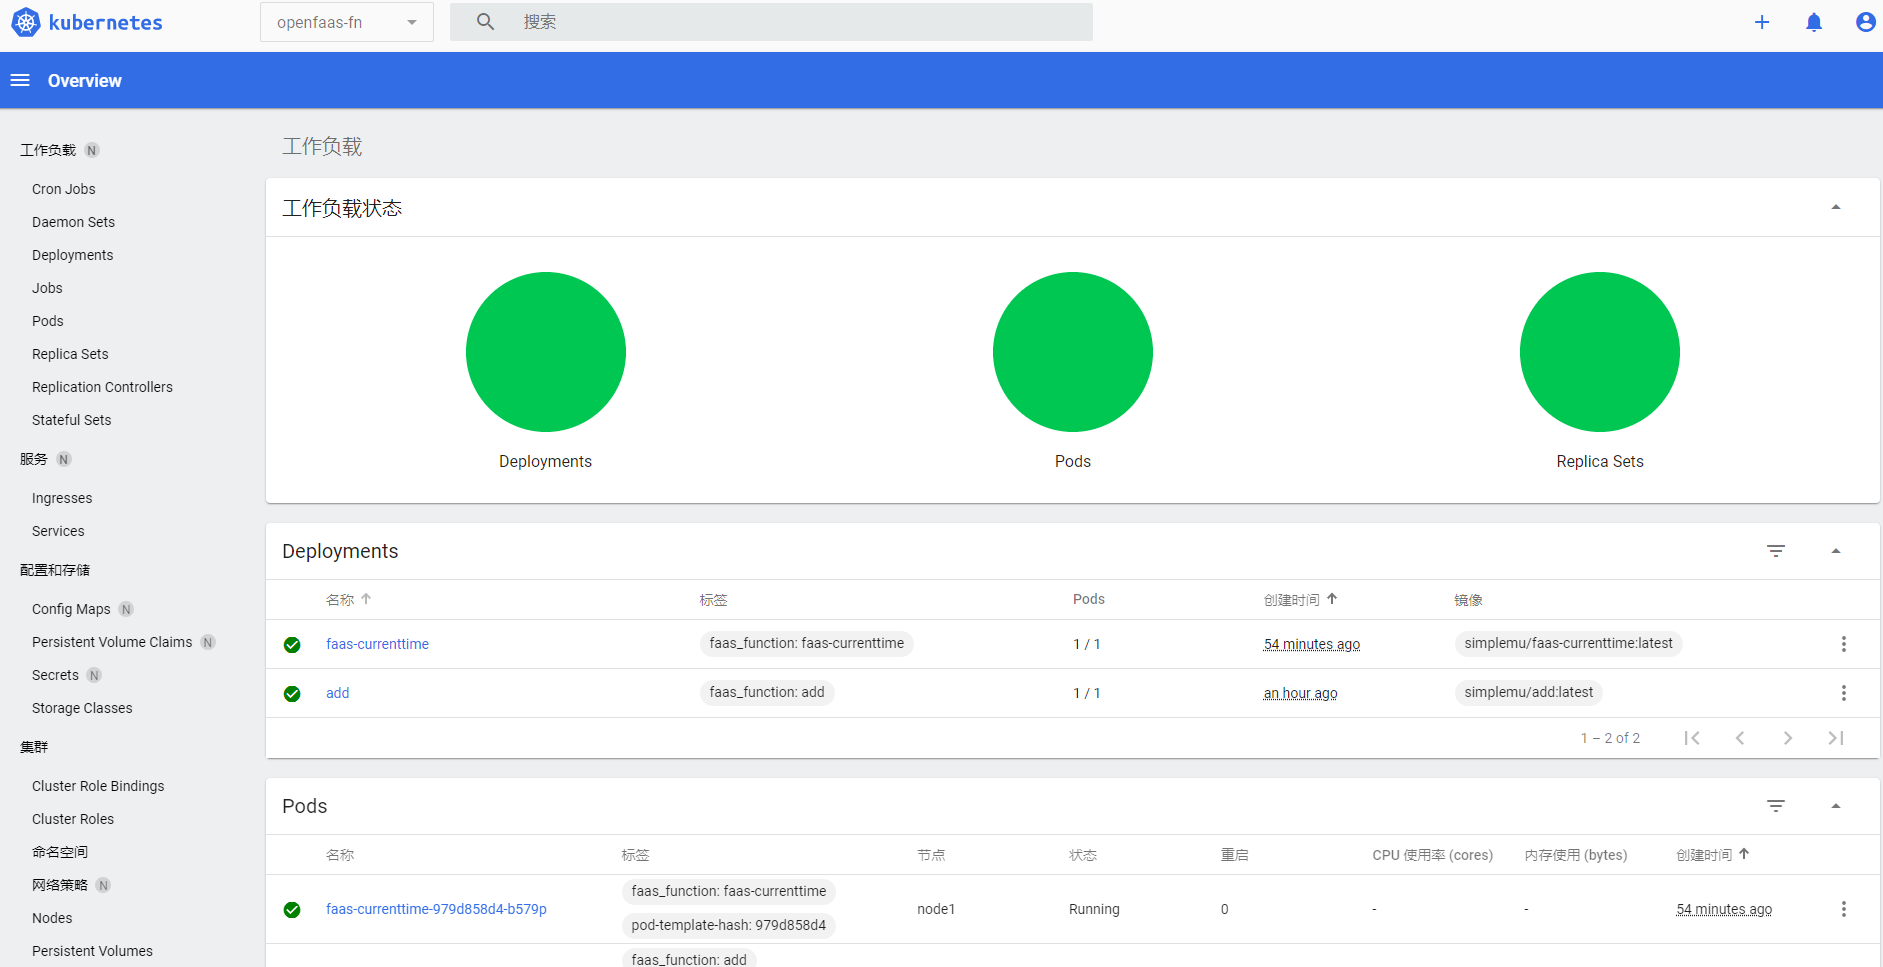 kubernetes
openfaas-fn
搜索
Overview
工作负载 N
Cron Jobs
Daemon Sets
Deployments
Jobs
Pods
Replica Sets
Replication Controllers
Stateful Sets
服务 N
Ingresses
Services
配置和存储
Config Maps N
Persistent Volume Claims N
Secrets N
Storage Classes
集群
Cluster Role Bindings
Cluster Roles
命名空间
网络策略 N
Nodes
Persistent Volumes
工作负载
工作负载状态
Deployments Pods Replica Sets
Deployments
名称 标签 Pods 创建时间 镜像
faas-currenttime faas_function: faas-currenttime 1 / 1 54 minutes ago simplemu/faas-currenttime:latest
add faas_function: add 1 / 1 an hour ago simplemu/add:latest
1 – 2 of 2
Pods
名称 标签 节点 状态 重启 CPU 使用率 (cores) 内存使用 (bytes) 创建时间
faas_function: faas-currenttime
faas-currenttime-979d858d4-b579p node1 Running 0 - - 54 minutes ago
pod-template-hash: 979d858d4
faas_function: add